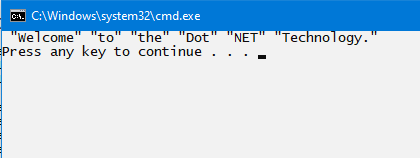 C:\Windows\system32\cmd.exe
"Welcome" "to" "the" "Dot" "NET" "Technology."
Press any key to continue . . .